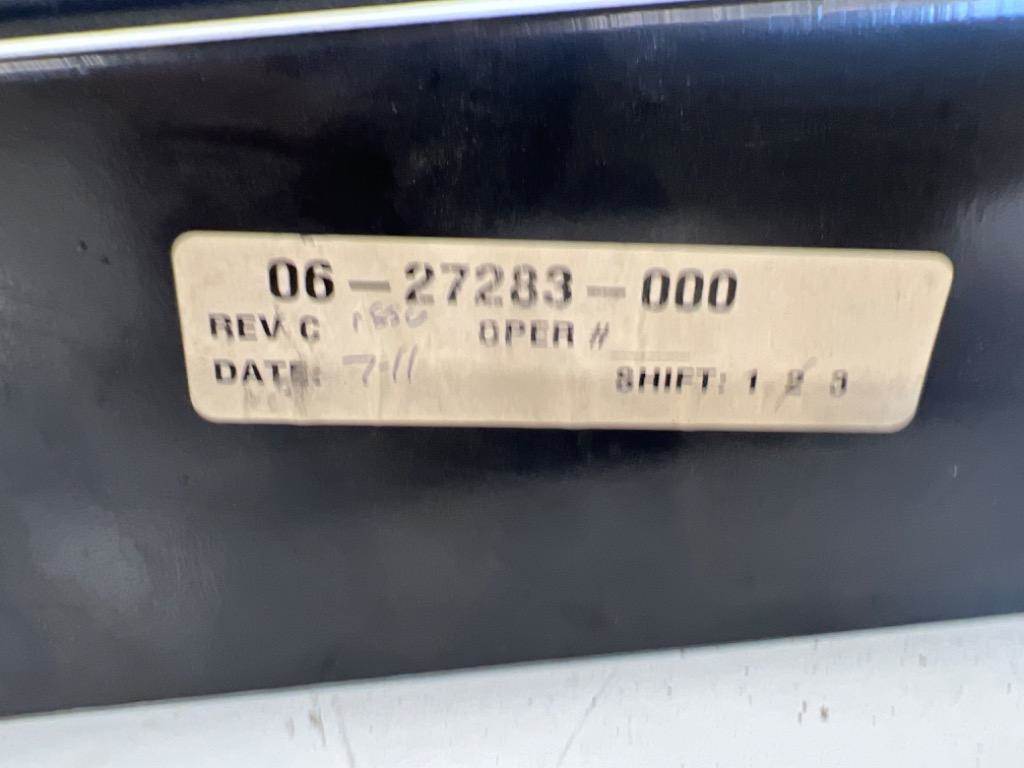 06-27283-000
REV C OPER #
DATE: 7-11 SHIFT: 1 2 3